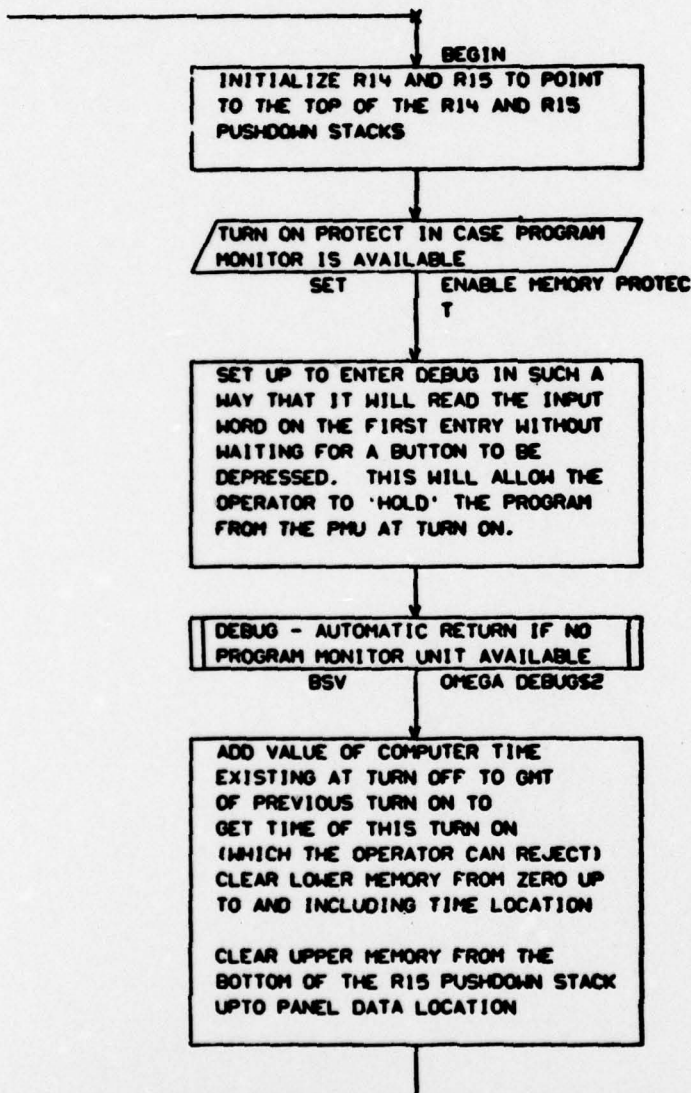 BEGIN
INITIALIZE R14 AND R15 TO POINT
TO THE TOP OF THE R14 AND R15
PUSHDOWN STACKS
TURN ON PROTECT IN CASE PROGRAM
MONITOR IS AVAILABLE
SET ENABLE MEMORY PROTEC
T
SET UP TO ENTER DEBUG IN SUCH A
WAY THAT IT WILL READ THE INPUT
WORD ON THE FIRST ENTRY WITHOUT
WAITING FOR A BUTTON TO BE
DEPRESSED. THIS WILL ALLOW THE
OPERATOR TO 'HOLD' THE PROGRAM
FROM THE PMU AT TURN ON.
DEBUG - AUTOMATIC RETURN IF NO
PROGRAM MONITOR UNIT AVAILABLE
BSV OMEGA DEBUG$2
ADD VALUE OF COMPUTER TIME
EXISTING AT TURN OFF TO GMT
OF PREVIOUS TURN ON TO
GET TIME OF THIS TURN ON
(WHICH THE OPERATOR CAN REJECT)
CLEAR LOWER MEMORY FROM ZERO UP
TO AND INCLUDING TIME LOCATION
CLEAR UPPER MEMORY FROM THE
BOTTOM OF THE R15 PUSHDOWN STACK
UPTO PANEL DATA LOCATION